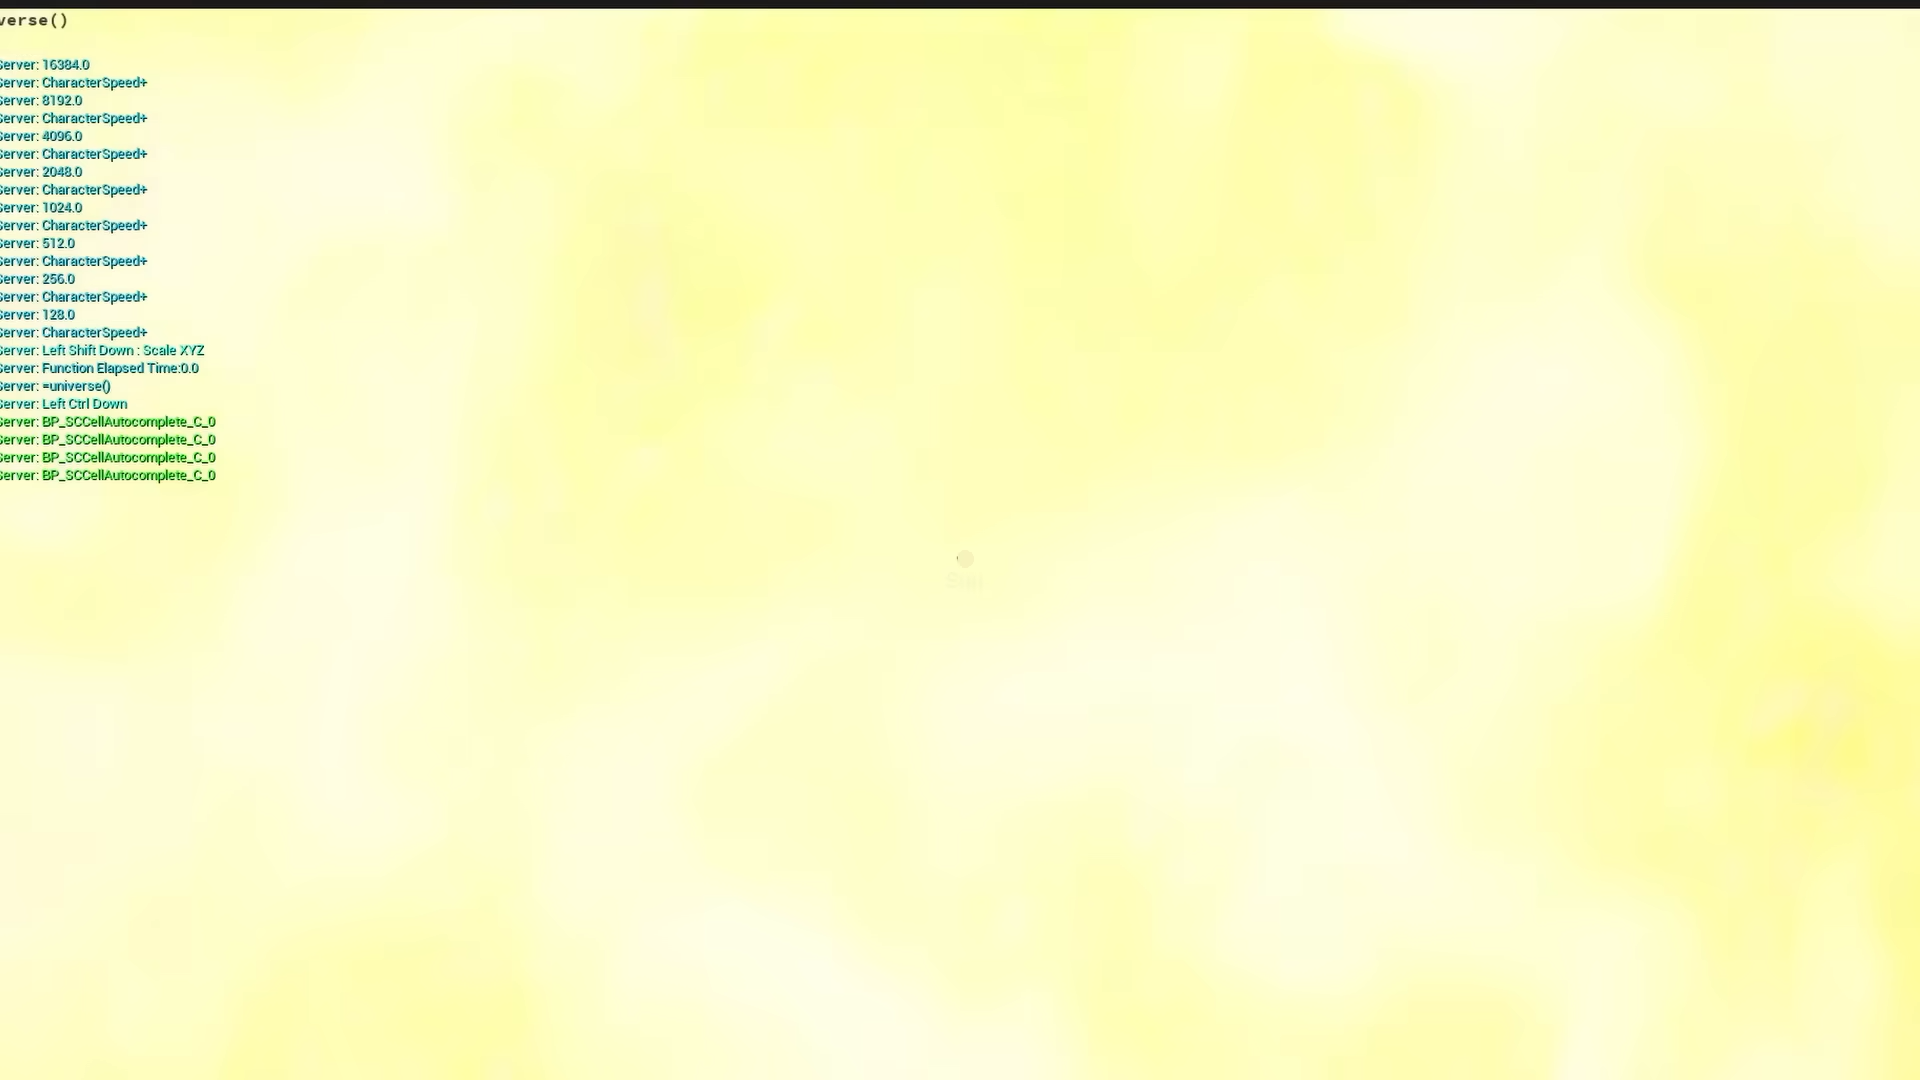 verse()
Server: 16384.0
Server: CharacterSpeed+
Server: 8192.0
Server: CharacterSpeed+
Server: 4096.0
Server: CharacterSpeed+
Server: 2048.0
Server: CharacterSpeed+
Server: 1024.0
Server: CharacterSpeed+
Server: 512.0
Server: CharacterSpeed+
Server: 256.0
Server: CharacterSpeed+
Server: 128.0
Server: CharacterSpeed+
Server: Left Shift Down : Scale XYZ
Server: Function Elapsed Time:0.0
Server: =universe()
Server: Left Ctrl Down
Server: BP_SCCellAutocomplete_C_0
Server: BP_SCCellAutocomplete_C_0
Server: BP_SCCellAutocomplete_C_0
Server: BP_SCCellAutocomplete_C_0
Sun